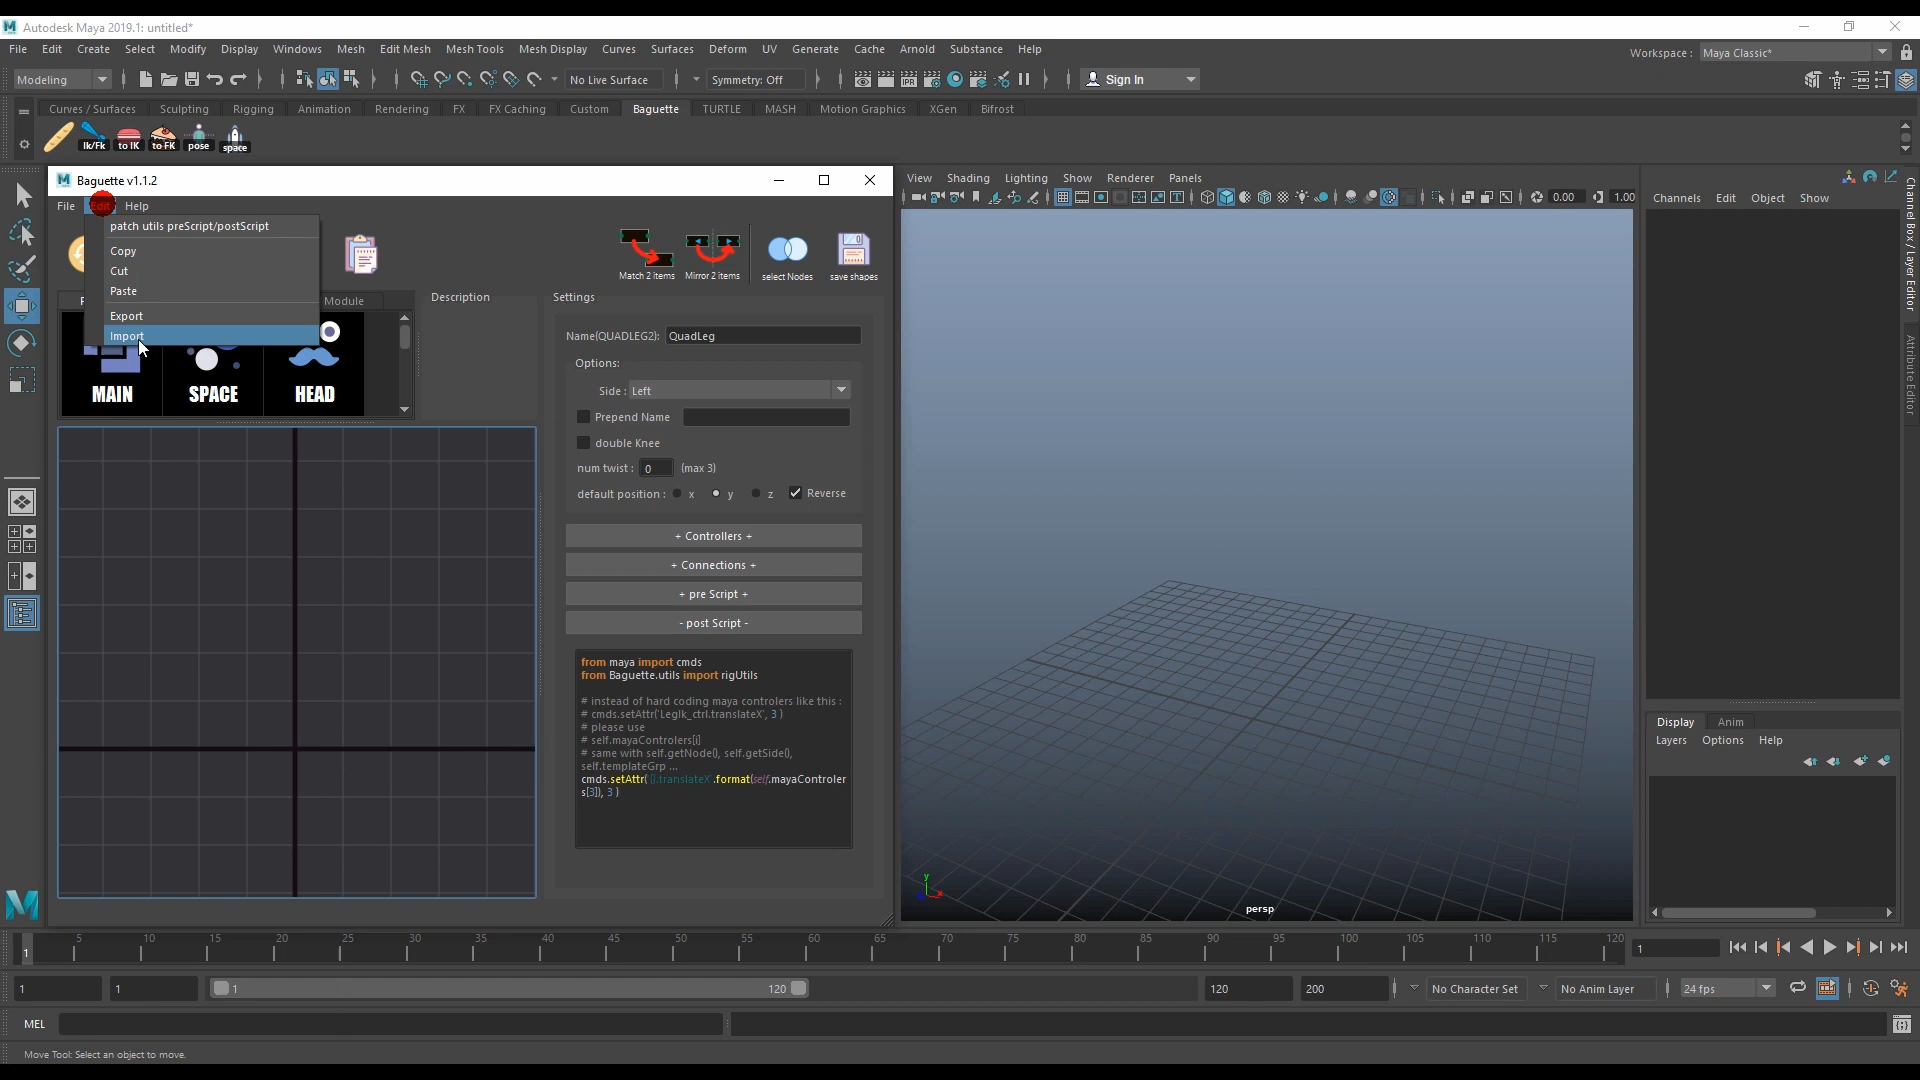 Autodesk Maya 2019.1: untitled*
File Edit Create Select Modify Display Windows Mesh Edit Mesh Mesh Tools Mesh Display Curves Surfaces Deform UV Generate Cache Arnold Substance Help
Workspace : Maya Classic*
Modeling No Live Surface Symmetry: Off Sign In
Curves / Surfaces Sculpting Rigging Animation Rendering FX FX Caching Custom Baguette TURTLE MASH Motion Graphics XGen Bifrost
Ik/Fk to IK to FK pose space
Baguette v1.1.2
File Edit Help
patch utils preScript/postScript
Copy
Cut
Paste
Export
Import
Match 2 items Mirror 2 items select Nodes save shapes
Module
MAIN SPACE HEAD
Description
Settings
Name(QUADLEG2): QuadLeg
Options:
Side : Left
Prepend Name
double Knee
num twist : 0 (max 3)
default position : x y z Reverse
+ Controllers +
+ Connections +
+ pre Script +
- post Script -
from maya import cmds
from Baguette.utils import rigUtils
# instead of hard coding maya controlers like this :
# cmds.setAttr('LegIk_ctrl.translateX', 3 )
# please use
# self.mayaControlers[i]
# same with self.getNode(), self.getSide(),
self.templateGrp ...
cmds.setAttr('{}.translateX'.format(self.mayaControler
s[3]), 3 )
View Shading Lighting Show Renderer Panels
IPR
0.00 1.00
persp
y
Channels Edit Object Show
Channel Box / Layer Editor
Attribute Editor
Display Anim
Layers Options Help
1 5 10 15 20 25 30 35 40 45 50 55 60 65 70 75 80 85 90 95 100 105 110 115 120 1
1 1 1 120 120 200 No Character Set No Anim Layer 24 fps
MEL
Move Tool: Select an object to move.